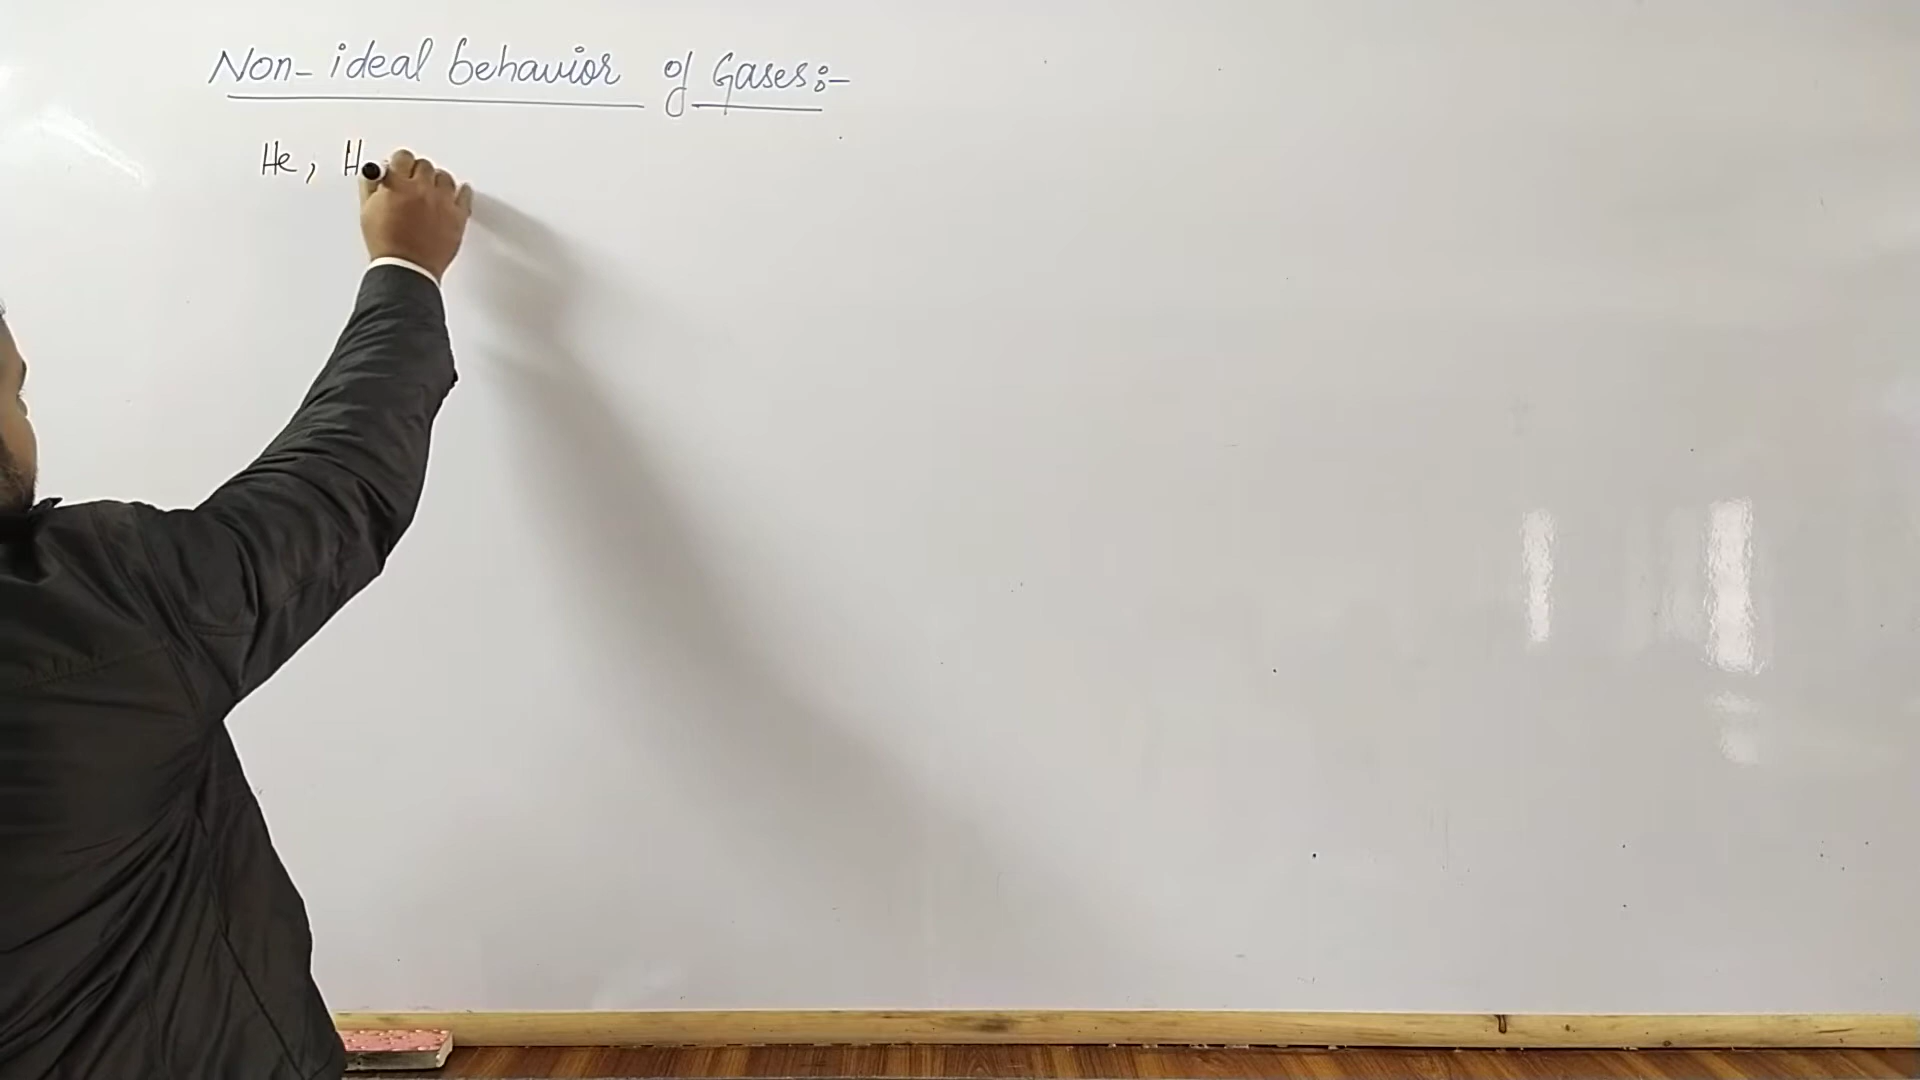 Non-ideal behavior of Gases:-
He, H